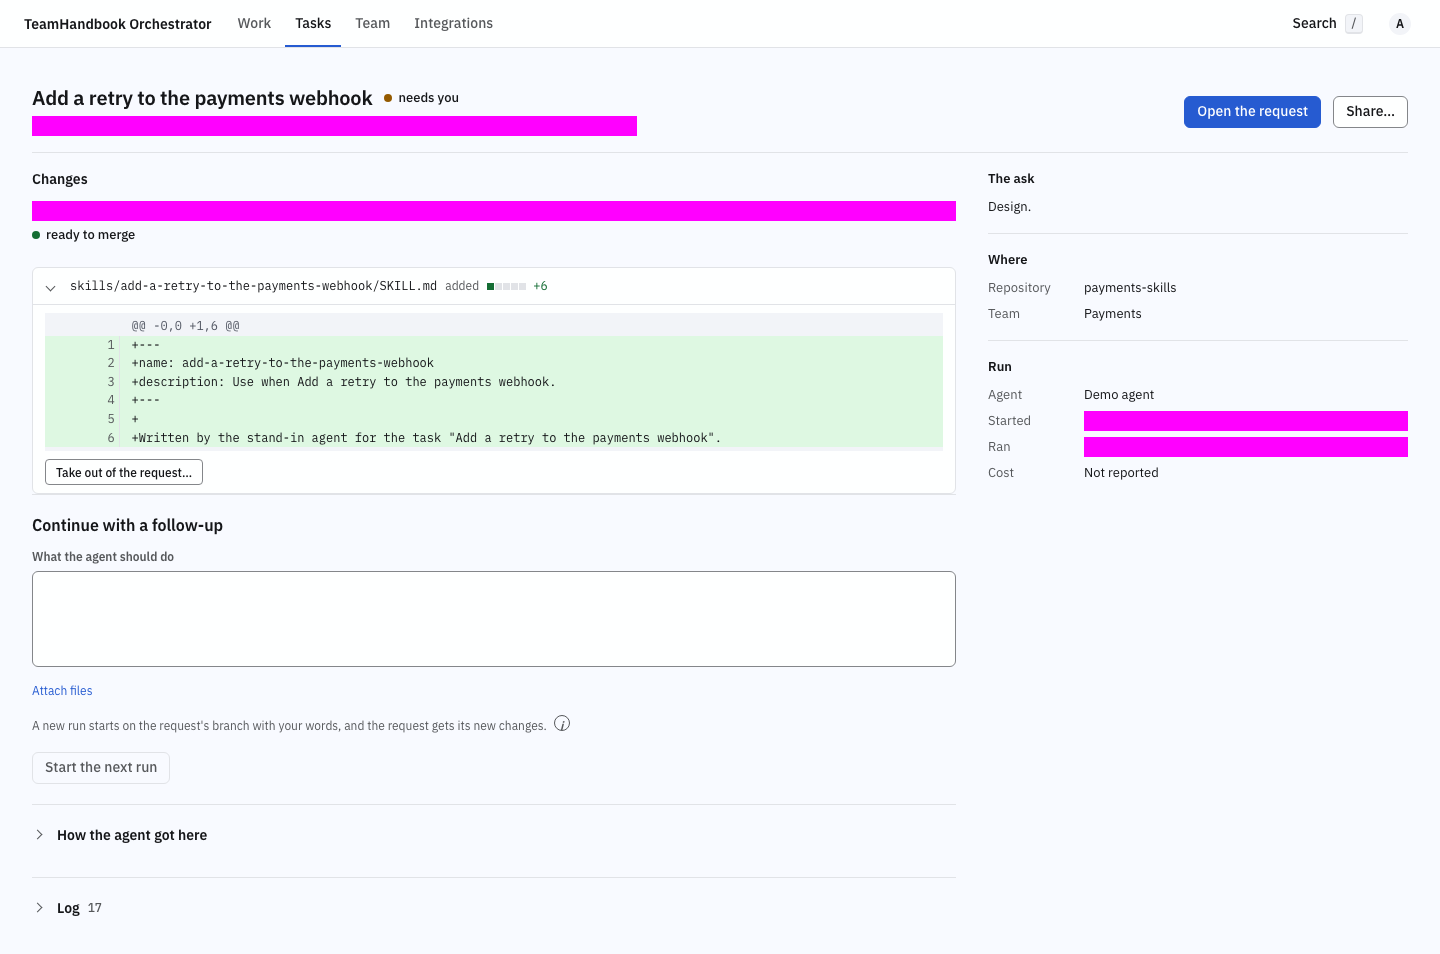 TeamHandbook Orchestrator Work Tasks Team Integrations Search / A
Add a retry to the payments webhook needs you
Open the request Share...
Changes
ready to merge
skills/add-a-retry-to-the-payments-webhook/SKILL.md added +6
@@ -0,0 +1,6 @@
1 +---
2 +name: add-a-retry-to-the-payments-webhook
3 +description: Use when Add a retry to the payments webhook.
4 +---
5 +
6 +Written by the stand-in agent for the task "Add a retry to the payments webhook".
Take out of the request...
Continue with a follow-up
What the agent should do
Attach files
A new run starts on the request's branch with your words, and the request gets its new changes. i
Start the next run
How the agent got here
Log 17
The ask
Design.
Where
Repository payments-skills
Team Payments
Run
Agent Demo agent
Started
Ran
Cost Not reported